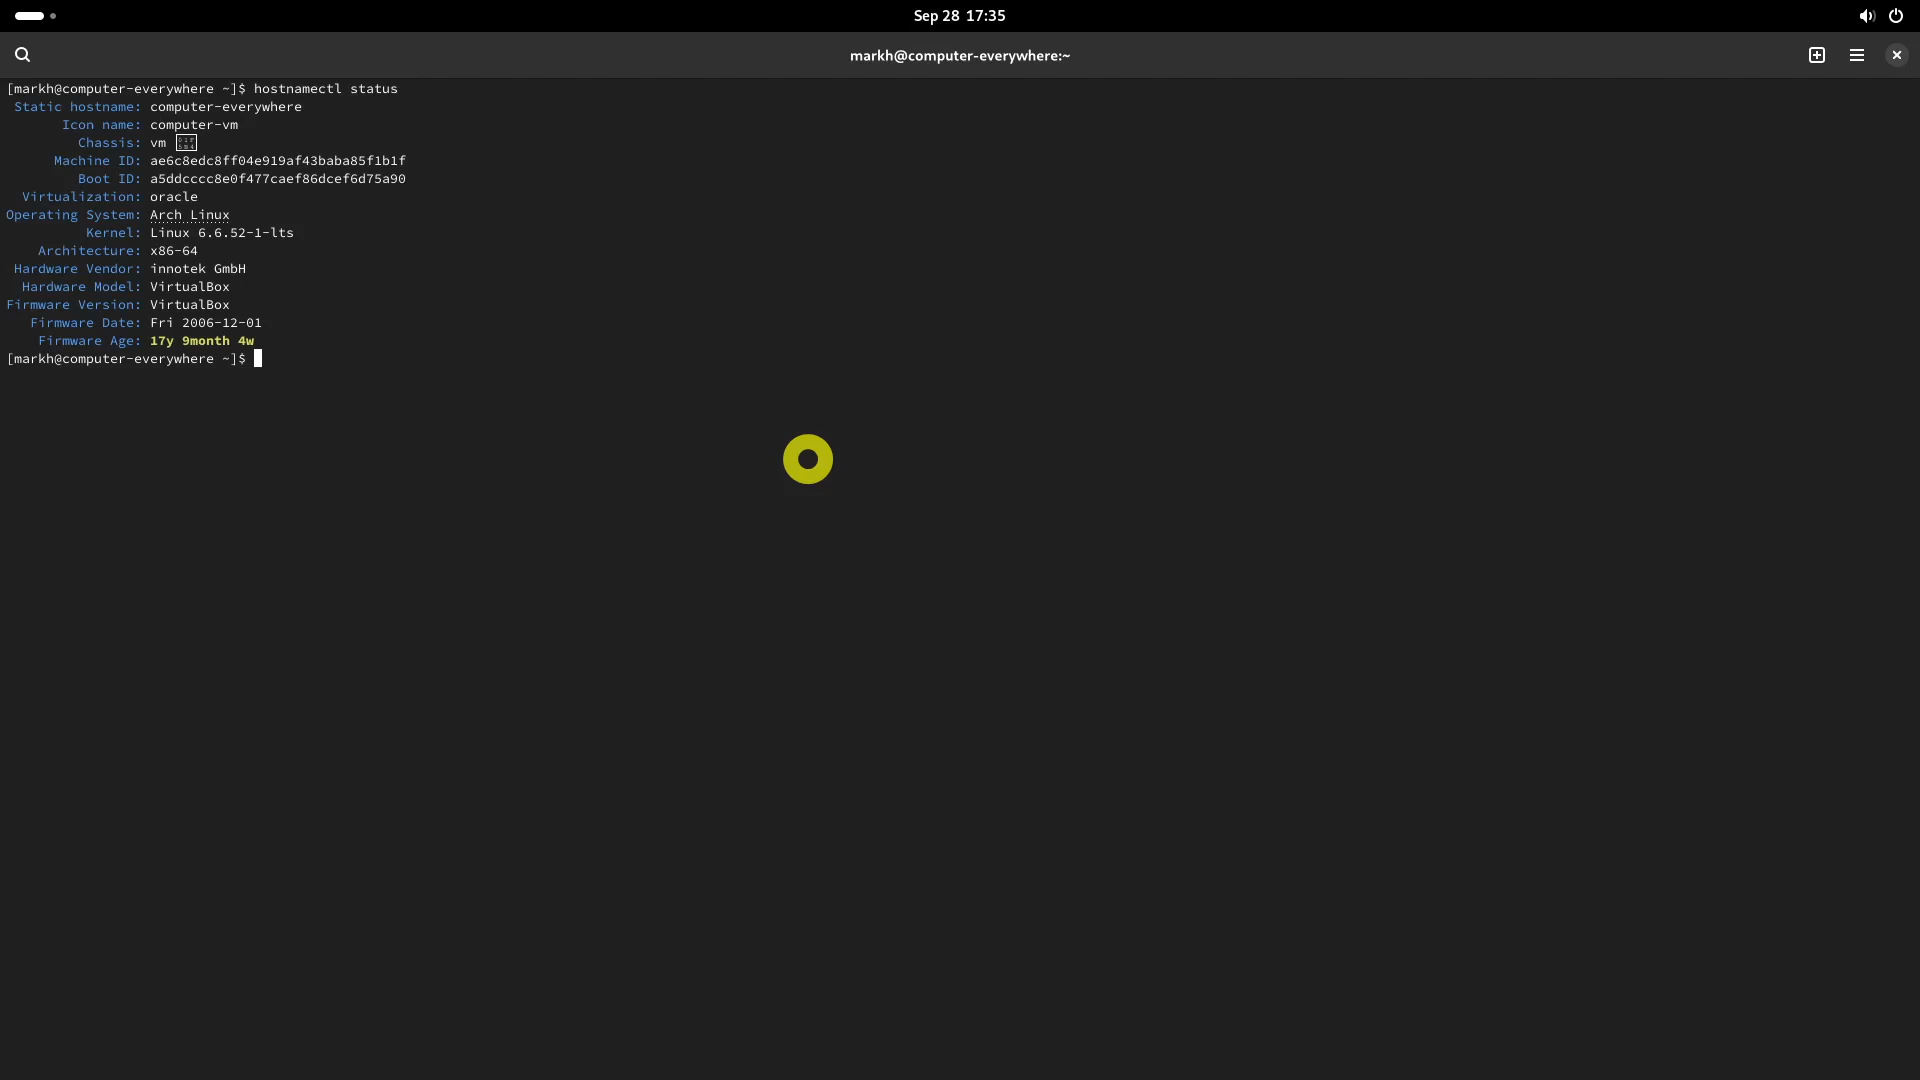 Sep 28 17:35
markh@computer-everywhere:~
[markh@computer-everywhere ~]$ hostnamectl status
Static hostname: computer-everywhere
Icon name: computer-vm
Chassis: vm
Machine ID: ae6c8edc8ff04e919af43baba85f1b1f
Boot ID: a5ddcccc8e0f477caef86dcef6d75a90
Virtualization: oracle
Operating System: Arch Linux
Kernel: Linux 6.6.52-1-lts
Architecture: x86-64
Hardware Vendor: innotek GmbH
Hardware Model: VirtualBox
Firmware Version: VirtualBox
Firmware Date: Fri 2006-12-01
Firmware Age: 17y 9month 4w
[markh@computer-everywhere ~]$